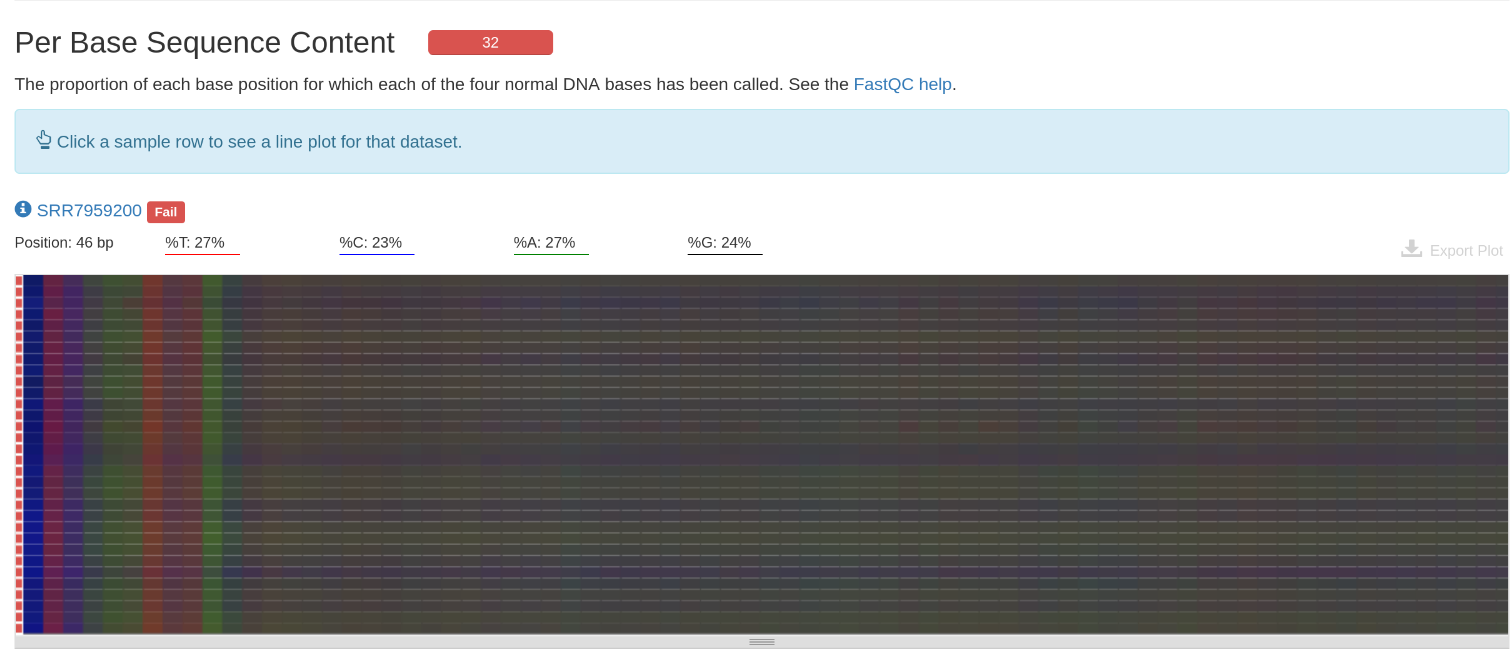 Per Base Sequence Content 32
The proportion of each base position for which each of the four normal DNA bases has been called. See the FastQC help.
Click a sample row to see a line plot for that dataset.
SRR7959200 Fail
Position: 46 bp %T: 27% %C: 23% %A: 27% %G: 24%
Export Plot